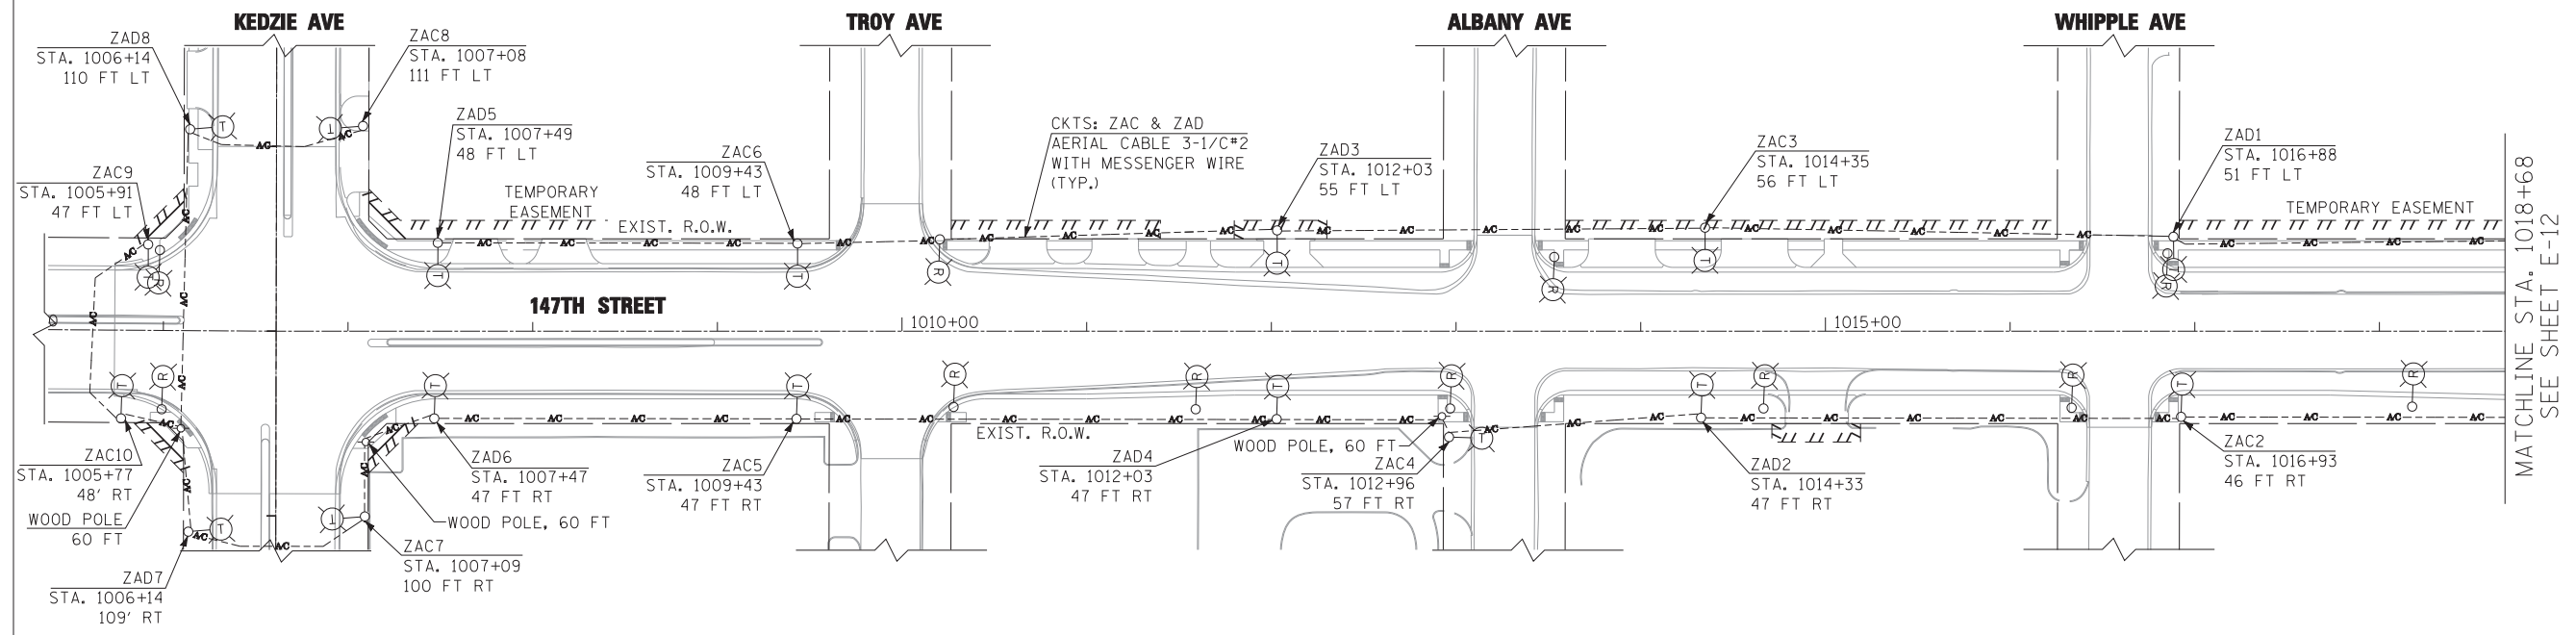 KEDZIE AVE
TROY AVE
ALBANY AVE
WHIPPLE AVE
ZAD8
STA. 1006+14
110 FT LT
ZAC8
STA. 1007+08
111 FT LT
ZAD5
STA. 1007+49
48 FT LT
ZAC6
STA. 1009+43
48 FT LT
CKTS: ZAC & ZAD
AERIAL CABLE 3-1/C#2
WITH MESSENGER WIRE
(TYP.)
ZAD3
STA. 1012+03
55 FT LT
ZAC3
STA. 1014+35
56 FT LT
ZAD1
STA. 1016+88
51 FT LT
ZAC9
STA. 1005+91
47 FT LT
TEMPORARY
EASEMENT
EXIST. R.O.W.
TEMPORARY EASEMENT
147TH STREET
1010+00
1015+00
MATCHLINE STA. 1018+68
SEE SHEET E-12
ZAC10
STA. 1005+77
48' RT
WOOD POLE
60 FT
ZAD7
STA. 1006+14
109' RT
ZAD6
STA. 1007+47
47 FT RT
WOOD POLE, 60 FT
ZAC7
STA. 1007+09
100 FT RT
ZAC5
STA. 1009+43
47 FT RT
EXIST. R.O.W.
ZAD4
STA. 1012+03
47 FT RT
WOOD POLE, 60 FT
ZAC4
STA. 1012+96
57 FT RT
ZAD2
STA. 1014+33
47 FT RT
ZAC2
STA. 1016+93
46 FT RT